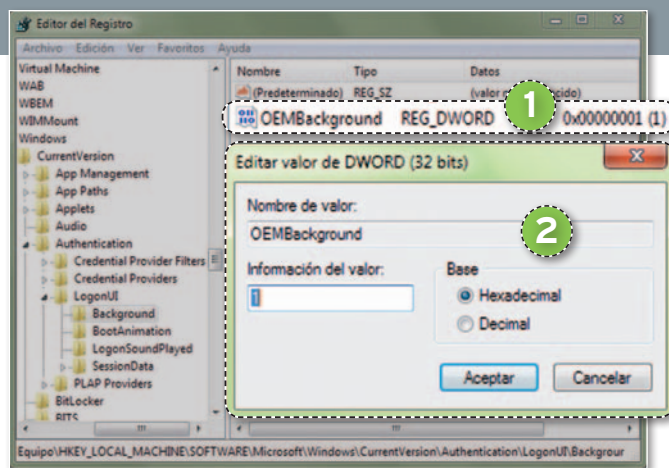 Editor del Registro
Archivo Edición Ver Favoritos Ayuda
Virtual Machine
WAB
WBEM
WIMMount
Windows
CurrentVersion
App Management
App Paths
Applets
Audio
Authentication
Credential Provider Filters
Credential Providers
LogonUI
Background
BootAnimation
LogonSoundPlayed
SessionData
PLAP Providers
BitLocker
BITS
Nombre Tipo Datos
(Predeterminado) REG_SZ (valor
OEMBackground REG_DWORD 0x00000001 (1)
1
Editar valor de DWORD (32 bits)
Nombre de valor:
OEMBackground
2
Información del valor:
1
Base
Hexadecimal
Decimal
Aceptar Cancelar
Equipo\HKEY_LOCAL_MACHINE\SOFTWARE\Microsoft\Windows\CurrentVersion\Authentication\LogonUI\Backgrour